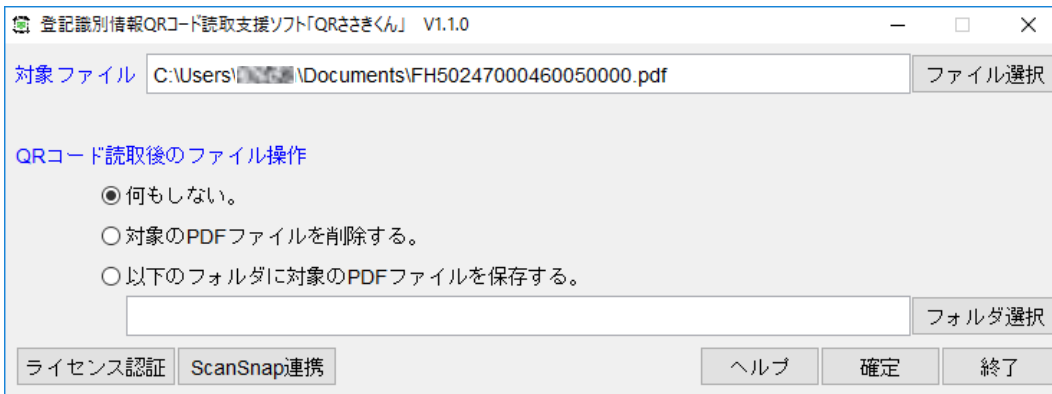 登記識別情報QRコード読取支援ソフト「QRささきくん」 V1.1.0
対象ファイル C:\Users\ \Documents\FH50247000460050000.pdf ファイル選択
QRコード読取後のファイル操作
何もしない。
対象のPDFファイルを削除する。
以下のフォルダに対象のPDFファイルを保存する。
フォルダ選択
ライセンス認証 ScanSnap連携 ヘルプ 確定 終了